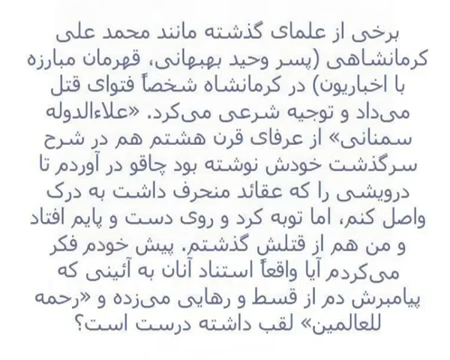 برخی از علمای گذشته مانند محمد علی
کرمانشاهی (پسر وحید بهبهانی، قهرمان مبارزه
با اخباریون) در کرمانشاه شخصاً فتوای قتل
می‌داد و توجیه شرعی می‌کرد. «علاءالدوله
سمنانی» از عرفای قرن هشتم هم در شرح
سرگذشت خودش نوشته بود چاقو در آوردم تا
درویشی را که عقائد منحرف داشت به درک
واصل کنم، اما توبه کرد و روی دست و پایم افتاد
و من هم از قتلش گذشتم. پیش خودم فکر
می‌کردم آیا واقعاً استناد آنان به آئینی که
پیامبرش دم از قسط و رهایی می‌زده و «رحمه
للعالمین» لقب داشته درست است؟